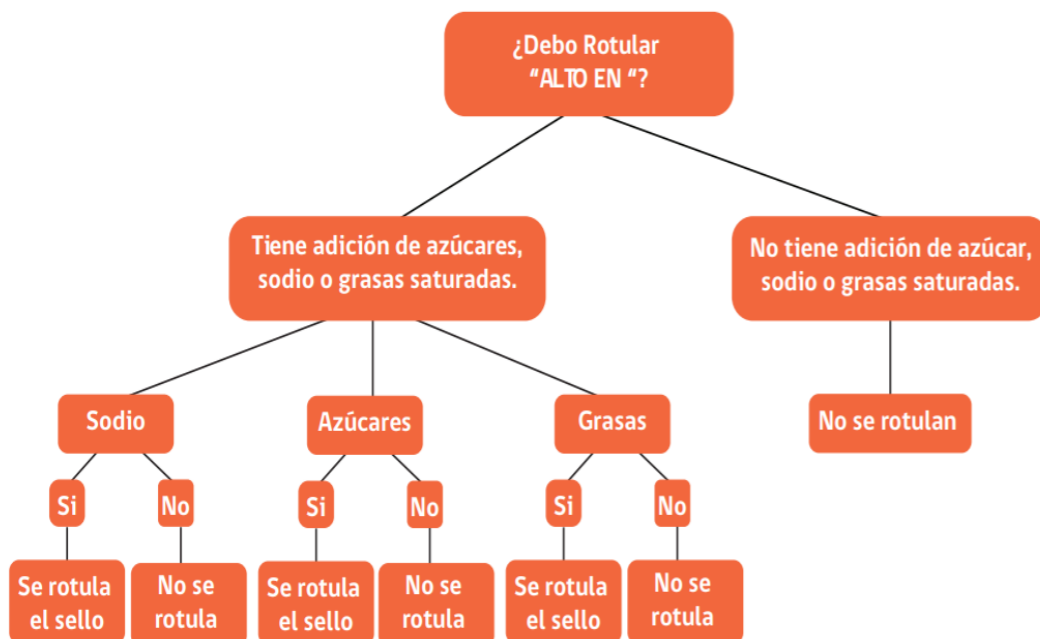 ¿Debo Rotular
“ALTO EN “?
Tiene adición de azúcares,
sodio o grasas saturadas.
No tiene adición de azúcar,
sodio o grasas saturadas.
Sodio
Azúcares
Grasas
No se rotulan
Si
No
Si
No
Si
No
Se rotula
el sello
No se
rotula
Se rotula
el sello
No se
rotula
Se rotula
el sello
No se
rotula